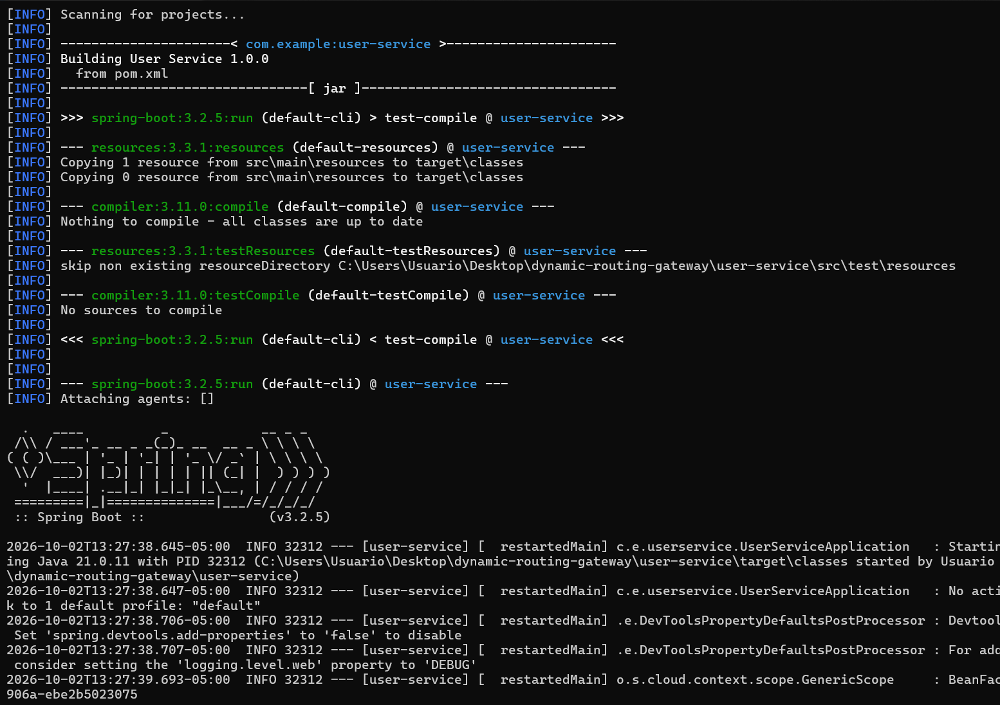 [INFO] Scanning for projects...
[INFO]
[INFO] ----------------------< com.example:user-service >----------------------
[INFO] Building User Service 1.0.0
[INFO]   from pom.xml
[INFO] --------------------------------[ jar ]---------------------------------
[INFO]
[INFO] >>> spring-boot:3.2.5:run (default-cli) > test-compile @ user-service >>>
[INFO]
[INFO] --- resources:3.3.1:resources (default-resources) @ user-service ---
[INFO] Copying 1 resource from src\main\resources to target\classes
[INFO] Copying 0 resource from src\main\resources to target\classes
[INFO]
[INFO] --- compiler:3.11.0:compile (default-compile) @ user-service ---
[INFO] Nothing to compile - all classes are up to date
[INFO]
[INFO] --- resources:3.3.1:testResources (default-testResources) @ user-service ---
[INFO] skip non existing resourceDirectory C:\Users\Usuario\Desktop\dynamic-routing-gateway\user-service\src\test\resources
[INFO]
[INFO] --- compiler:3.11.0:testCompile (default-testCompile) @ user-service ---
[INFO] No sources to compile
[INFO]
[INFO] <<< spring-boot:3.2.5:run (default-cli) < test-compile @ user-service <<<
[INFO]
[INFO]
[INFO] --- spring-boot:3.2.5:run (default-cli) @ user-service ---
[INFO] Attaching agents: []

  .   ____          _            __ _ _
 /\\ / ___'_ __ _ _(_)_ __  __ _ \ \ \ \
( ( )\___ | '_ | '_| | '_ \/ _` | \ \ \ \
 \\/  ___)| |_)| | | | | || (_| |  ) ) ) )
  '  |____| .__|_| |_|_| |_\__, | / / / /
 =========|_|==============|___/=/_/_/_/
 :: Spring Boot ::                (v3.2.5)

2026-10-02T13:27:38.645-05:00  INFO 32312 --- [user-service] [  restartedMain] c.e.userservice.UserServiceApplication   : Startin
ing Java 21.0.11 with PID 32312 (C:\Users\Usuario\Desktop\dynamic-routing-gateway\user-service\target\classes started by Usuario
\dynamic-routing-gateway\user-service)
2026-10-02T13:27:38.647-05:00  INFO 32312 --- [user-service] [  restartedMain] c.e.userservice.UserServiceApplication   : No acti
k to 1 default profile: "default"
2026-10-02T13:27:38.706-05:00  INFO 32312 --- [user-service] [  restartedMain] .e.DevToolsPropertyDefaultsPostProcessor : Devtool
 Set 'spring.devtools.add-properties' to 'false' to disable
2026-10-02T13:27:38.707-05:00  INFO 32312 --- [user-service] [  restartedMain] .e.DevToolsPropertyDefaultsPostProcessor : For add
 consider setting the 'logging.level.web' property to 'DEBUG'
2026-10-02T13:27:39.693-05:00  INFO 32312 --- [user-service] [  restartedMain] o.s.cloud.context.scope.GenericScope     : BeanFac
906a-ebe2b5023075